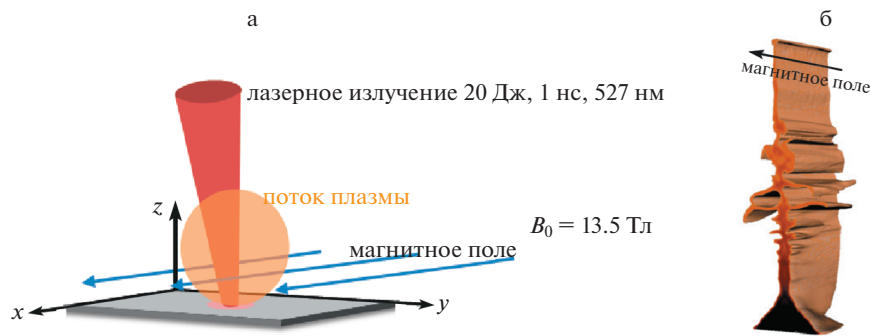 а
б
лазерное излучение 20 Дж, 1 нс, 527 нм
магнитное поле
z
поток плазмы
B₀ = 13.5 Тл
магнитное поле
x
y